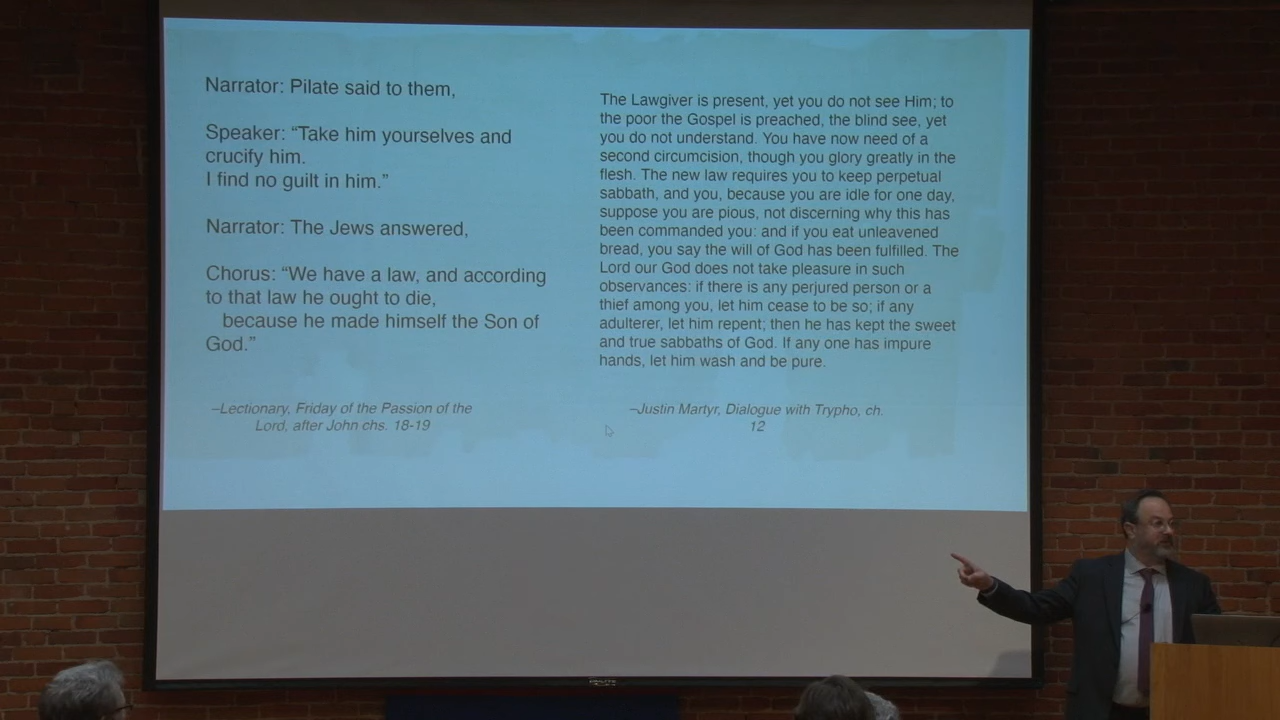 Narrator: Pilate said to them,
Speaker: “Take him yourselves and
crucify him.
I find no guilt in him.”
Narrator: The Jews answered,
Chorus: “We have a law, and according
to that law he ought to die,
because he made himself the Son of
God.”
–Lectionary, Friday of the Passion of the
Lord, after John chs. 18-19
The Lawgiver is present, yet you do not see Him; to
the poor the Gospel is preached, the blind see, yet
you do not understand. You have now need of a
second circumcision, though you glory greatly in the
flesh. The new law requires you to keep perpetual
sabbath, and you, because you are idle for one day,
suppose you are pious, not discerning why this has
been commanded you: and if you eat unleavened
bread, you say the will of God has been fulfilled. The
Lord our God does not take pleasure in such
observances: if there is any perjured person or a
thief among you, let him cease to be so; if any
adulterer, let him repent; then he has kept the sweet
and true sabbaths of God. If any one has impure
hands, let him wash and be pure.
–Justin Martyr, Dialogue with Trypho, ch.
12